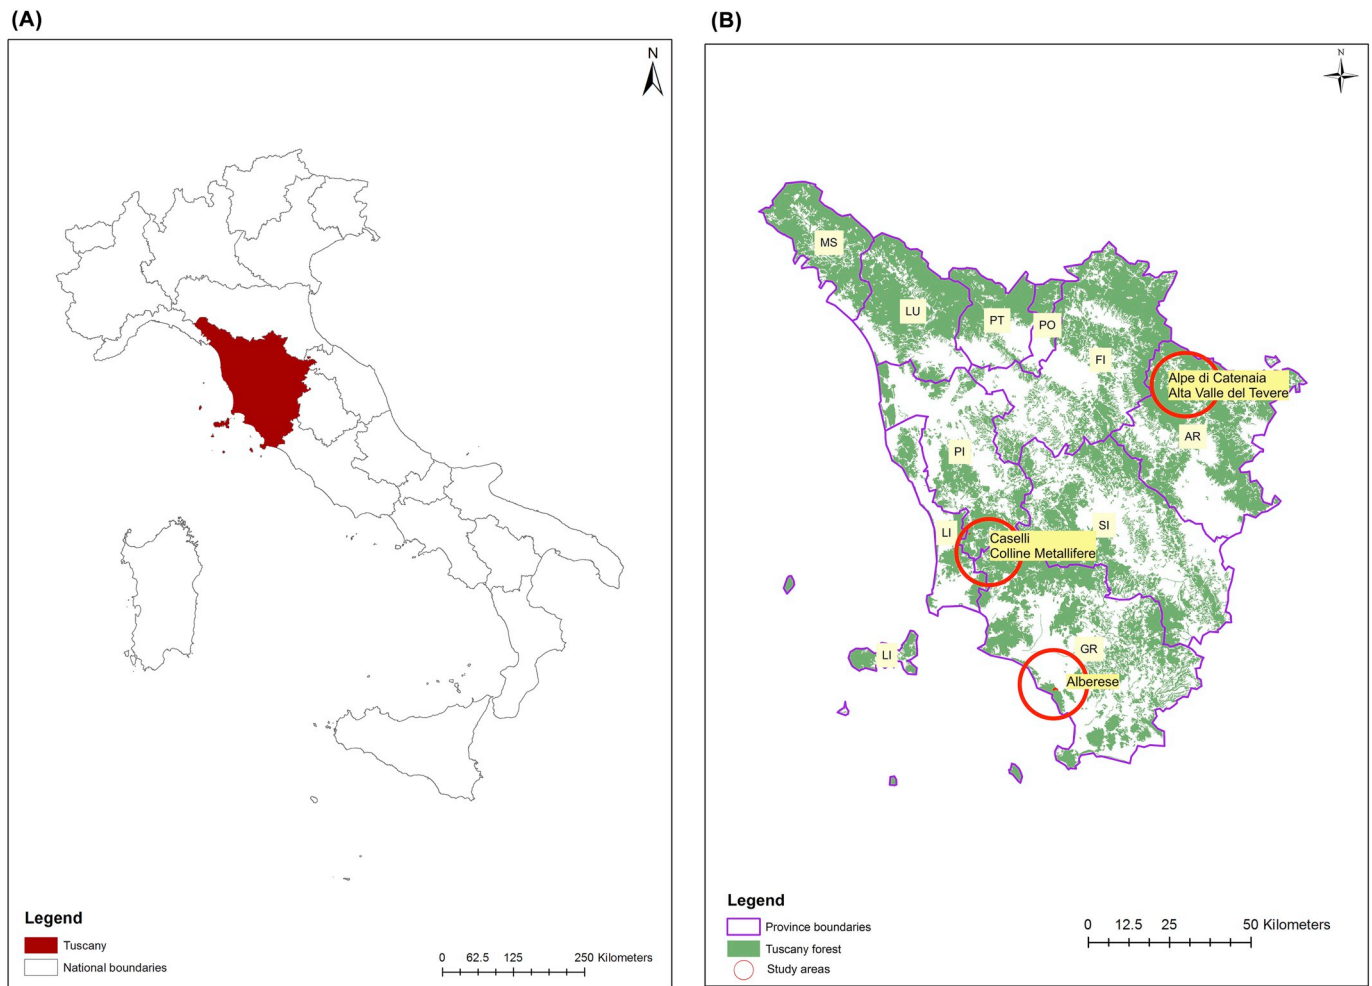 (A)
N
Legend
Tuscany
National boundaries
0 62.5 125 250 Kilometers
(B)
N
MS
LU
PT
PO
FI
Alpe di Catenaia
Alta Valle del Tevere
AR
PI
LI
SI
Caselli
Colline Metallifere
LI
GR
Alberese
Legend
Province boundaries
Tuscany forest
Study areas
0 12.5 25 50 Kilometers